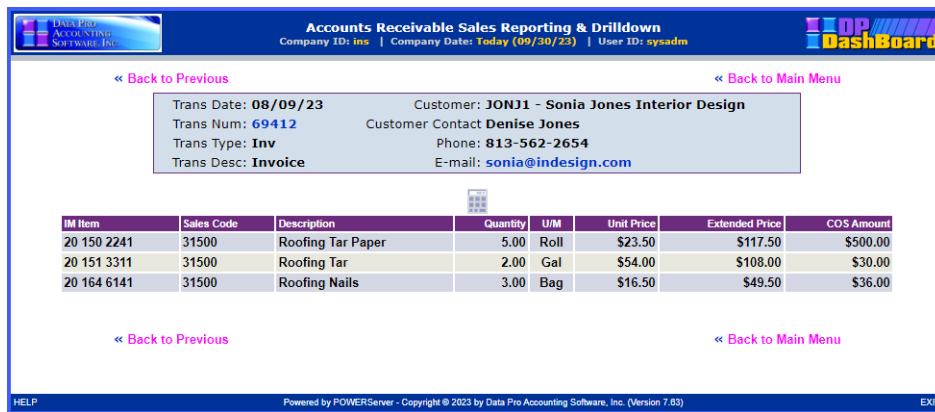 DATA PRO
ACCOUNTING
SOFTWARE, INC.
Accounts Receivable Sales Reporting & Drilldown
Company ID: ins | Company Date: Today (09/30/23) | User ID: sysadm
DP
DashBoard
« Back to Previous « Back to Main Menu
Trans Date: 08/09/23 Customer: JONJ1 - Sonia Jones Interior Design
Trans Num: 69412 Customer Contact Denise Jones
Trans Type: Inv Phone: 813-562-2654
Trans Desc: Invoice E-mail: sonia@indesign.com
IM Item Sales Code Description Quantity U/M Unit Price Extended Price COS Amount
20 150 2241 31500 Roofing Tar Paper 5.00 Roll $23.50 $117.50 $500.00
20 151 3311 31500 Roofing Tar 2.00 Gal $54.00 $108.00 $30.00
20 164 6141 31500 Roofing Nails 3.00 Bag $16.50 $49.50 $36.00
« Back to Previous « Back to Main Menu
HELP Powered by POWERServer - Copyright © 2023 by Data Pro Accounting Software, Inc. (Version 7.63) EXI